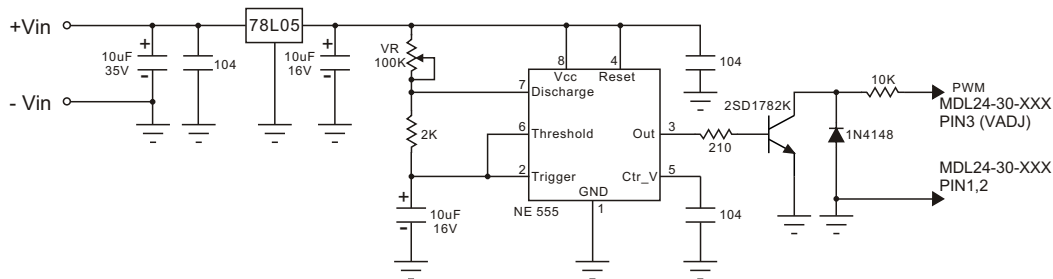 +Vin
78L05
10uF
35V
104
10uF
16V
VR
100K
8
4
Vcc
Reset
104
7
Discharge
2K
6
Threshold
Out
3
210
2SD1782K
10K
PWM
MDL24-30-XXX
PIN3 (VADJ)
1N4148
- Vin
2
Trigger
Ctr_V
5
GND
NE 555
1
10uF
16V
104
MDL24-30-XXX
PIN1,2